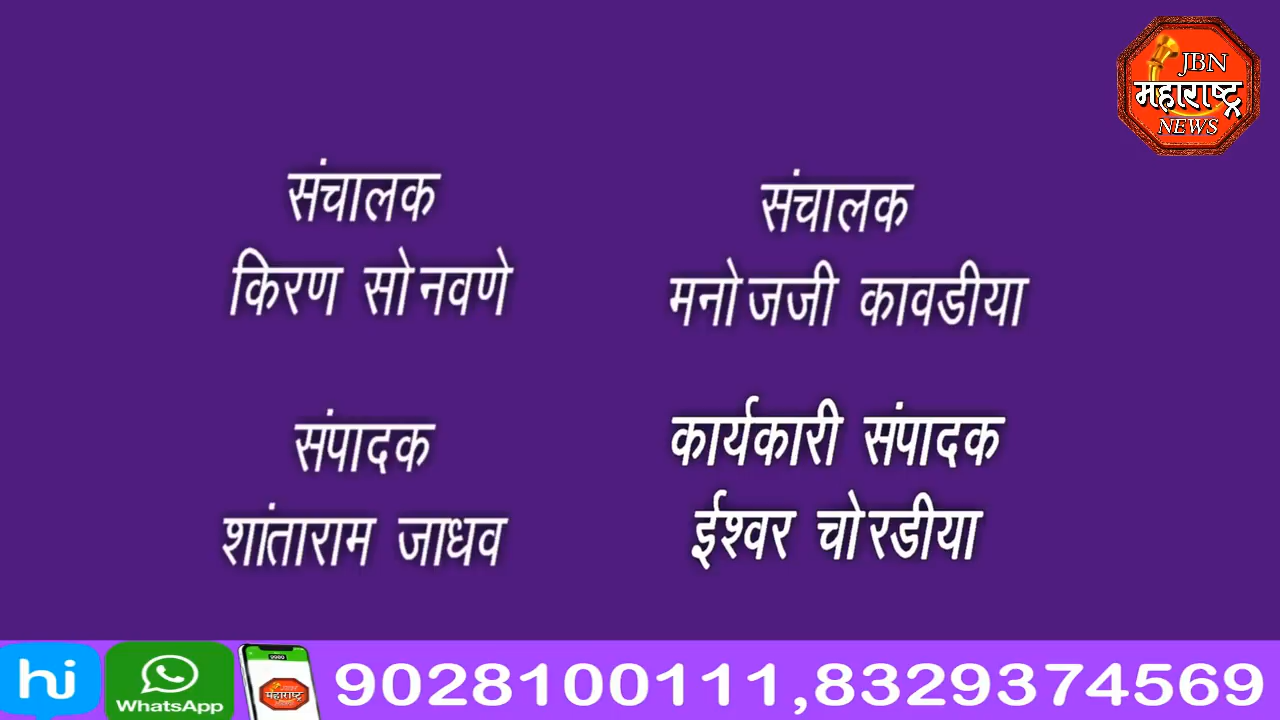 JBN
महाराष्ट्र
NEWS
संचालक
किरण सोनवणे
संचालक
मनोजजी कावडीया
संपादक
शांताराम जाधव
कार्यकारी संपादक
ईश्वर चोरडीया
hi
WhatsApp
महाराष्ट्र
9028100111,8329374569